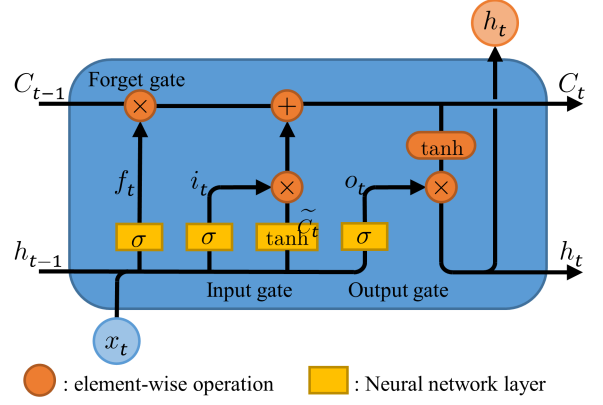 h_t
C_{t-1}
Forget gate
C_t
×
+
tanh
f_t
i_t
×
o_t
×
σ
σ
tanh
\widetilde{C}_t
σ
h_{t-1}
h_t
Input gate
Output gate
x_t
: element-wise operation
: Neural network layer